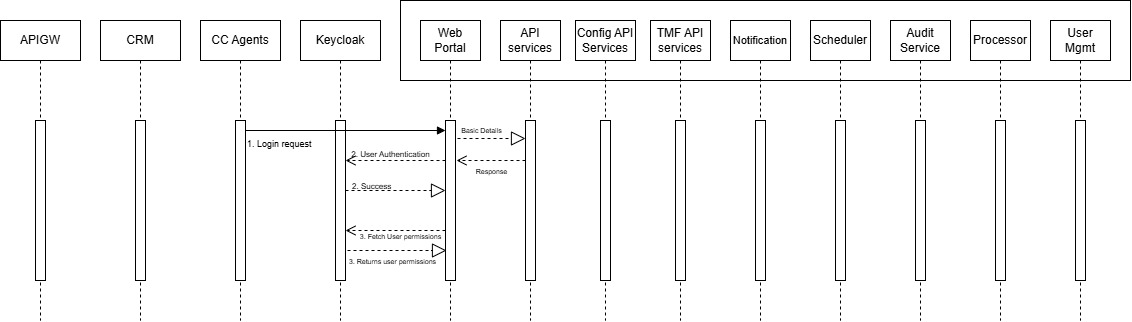 APIGW
CRM
CC Agents
Keycloak
Web
Portal
API
services
Config API
Services
TMF API
services
Notification
Scheduler
Audit
Service
Processor
User
Mgmt
Basic Details
1. Login request
2. User Authentication
Response
2. Success
3. Fetch User permissions
3. Returns user permissions